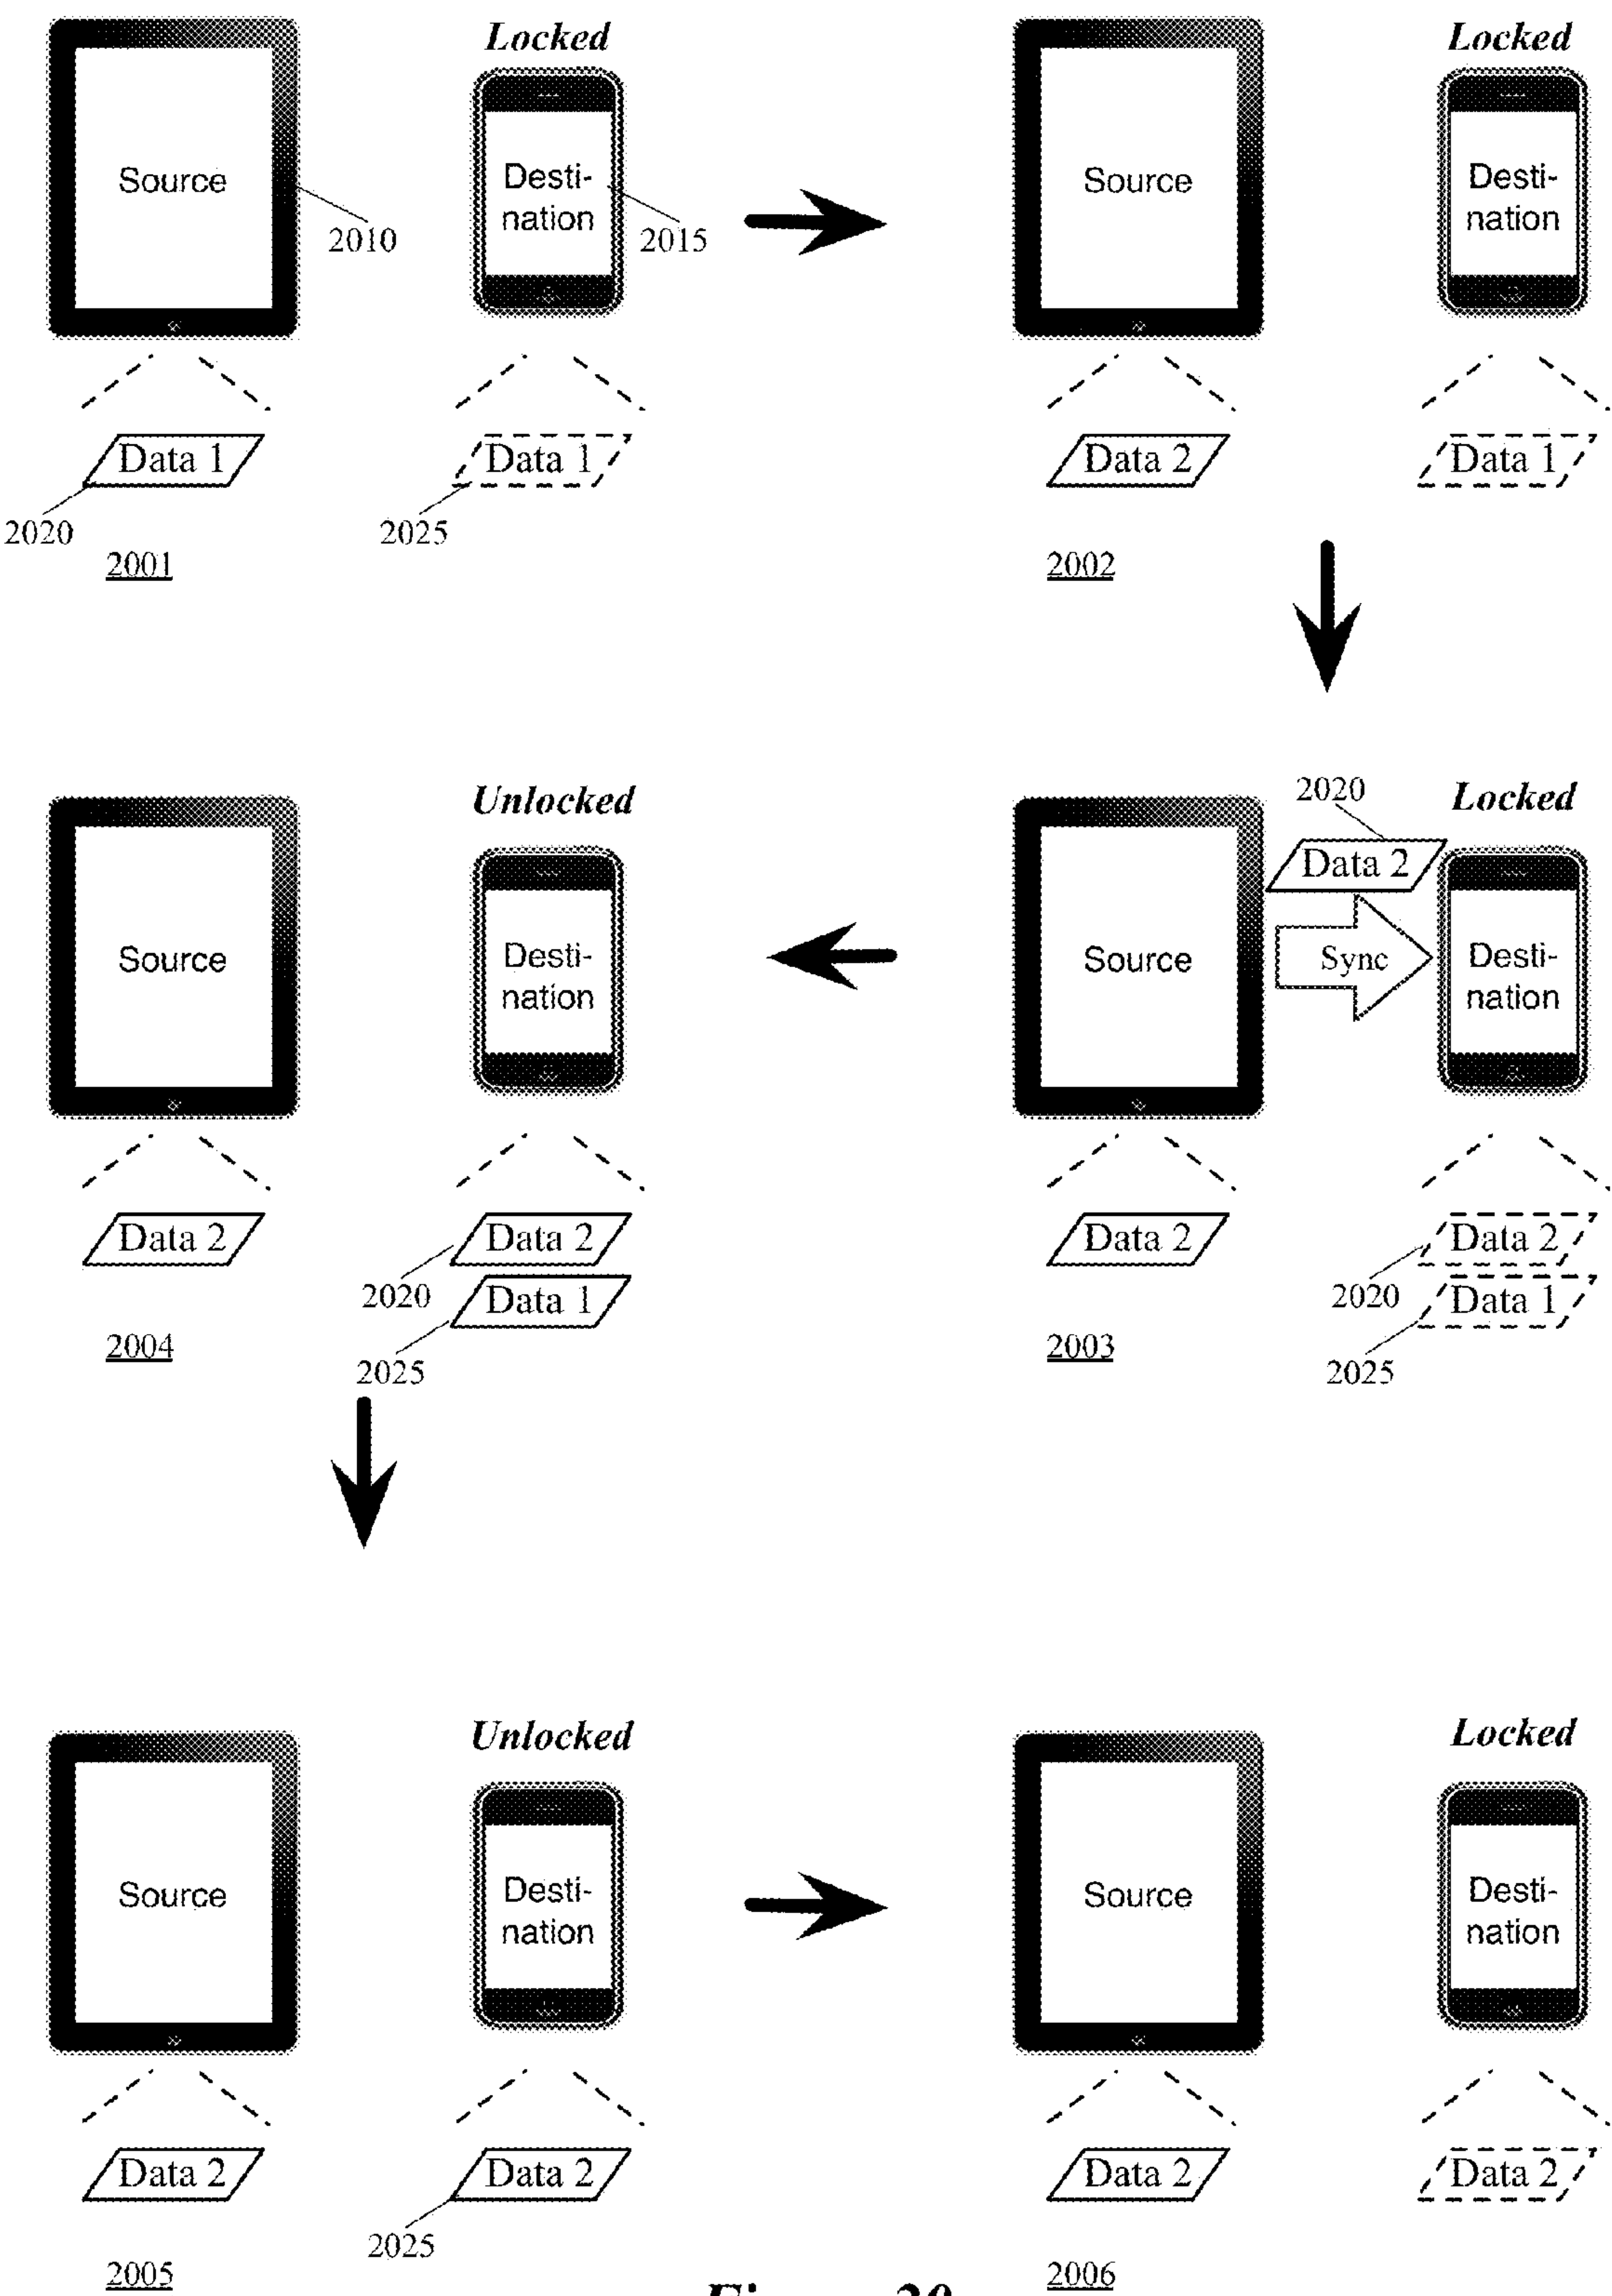 Locked
Source
Desti-
nation
2010
2015
Data 1
Data 1
2020
2025
2001
Locked
Source
Desti-
nation
Data 2
Data 1
2002
2020
Locked
Data 2
Source
Sync
Desti-
nation
Data 2
Data 2
2020
Data 1
2003
2025
Unlocked
Source
Desti-
nation
Data 2
Data 2
2020
Data 1
2004
2025
Unlocked
Source
Desti-
nation
Data 2
Data 2
2025
2005
Locked
Source
Desti-
nation
Data 2
Data 2
2006